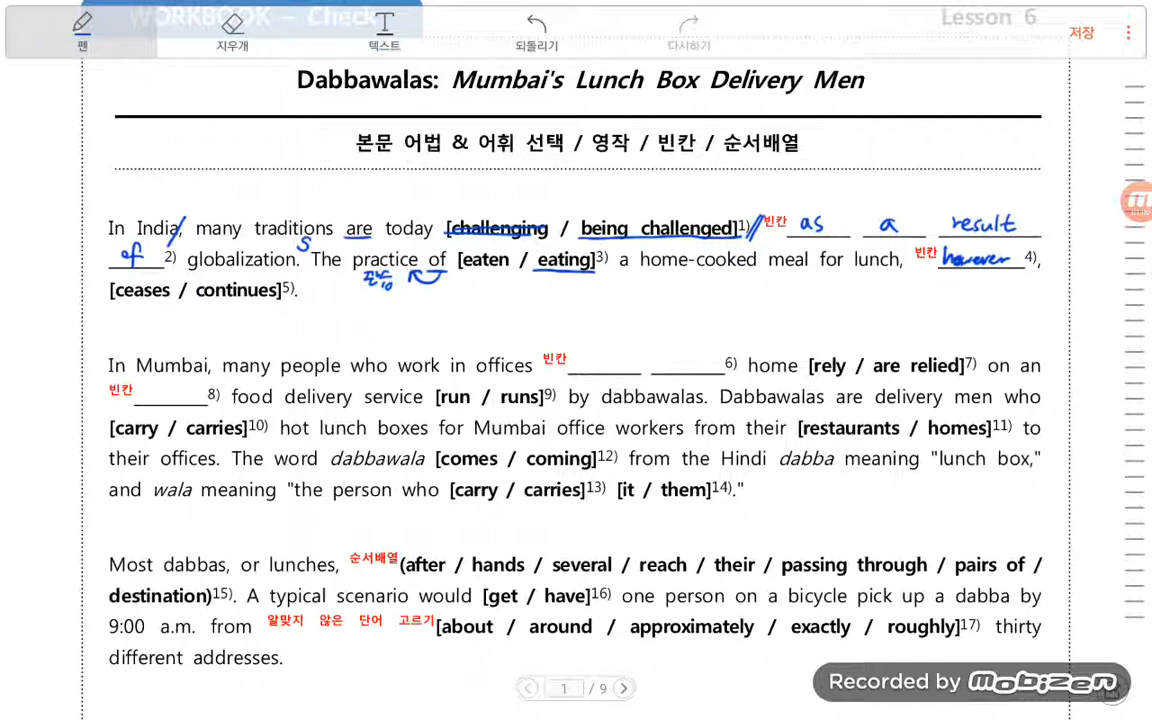 WORKBOOK – Check Lesson 6
펜 지우개 텍스트 되돌리기 다시하기 저장
Dabbawalas: Mumbai's Lunch Box Delivery Men
본문 어법 & 어휘 선택 / 영작 / 빈칸 / 순서배열
In India, many traditions are today [challenging / being challenged]1) 빈칸 as a result
of 2) globalization. The practice of [eaten / eating]3) a home-cooked meal for lunch, 빈칸 however 4),
S
[ceases / continues]5).
In Mumbai, many people who work in offices 빈칸 ________ ________6) home [rely / are relied]7) on an
빈칸 ________8) food delivery service [run / runs]9) by dabbawalas. Dabbawalas are delivery men who
[carry / carries]10) hot lunch boxes for Mumbai office workers from their [restaurants / homes]11) to
their offices. The word dabbawala [comes / coming]12) from the Hindi dabba meaning "lunch box,"
and wala meaning "the person who [carry / carries]13) [it / them]14)."
Most dabbas, or lunches, 순서배열(after / hands / several / reach / their / passing through / pairs of /
destination)15). A typical scenario would [get / have]16) one person on a bicycle pick up a dabba by
9:00 a.m. from 알맞지 않은 단어 고르기[about / around / approximately / exactly / roughly]17) thirty
different addresses.
1 / 9
Recorded by mobizen